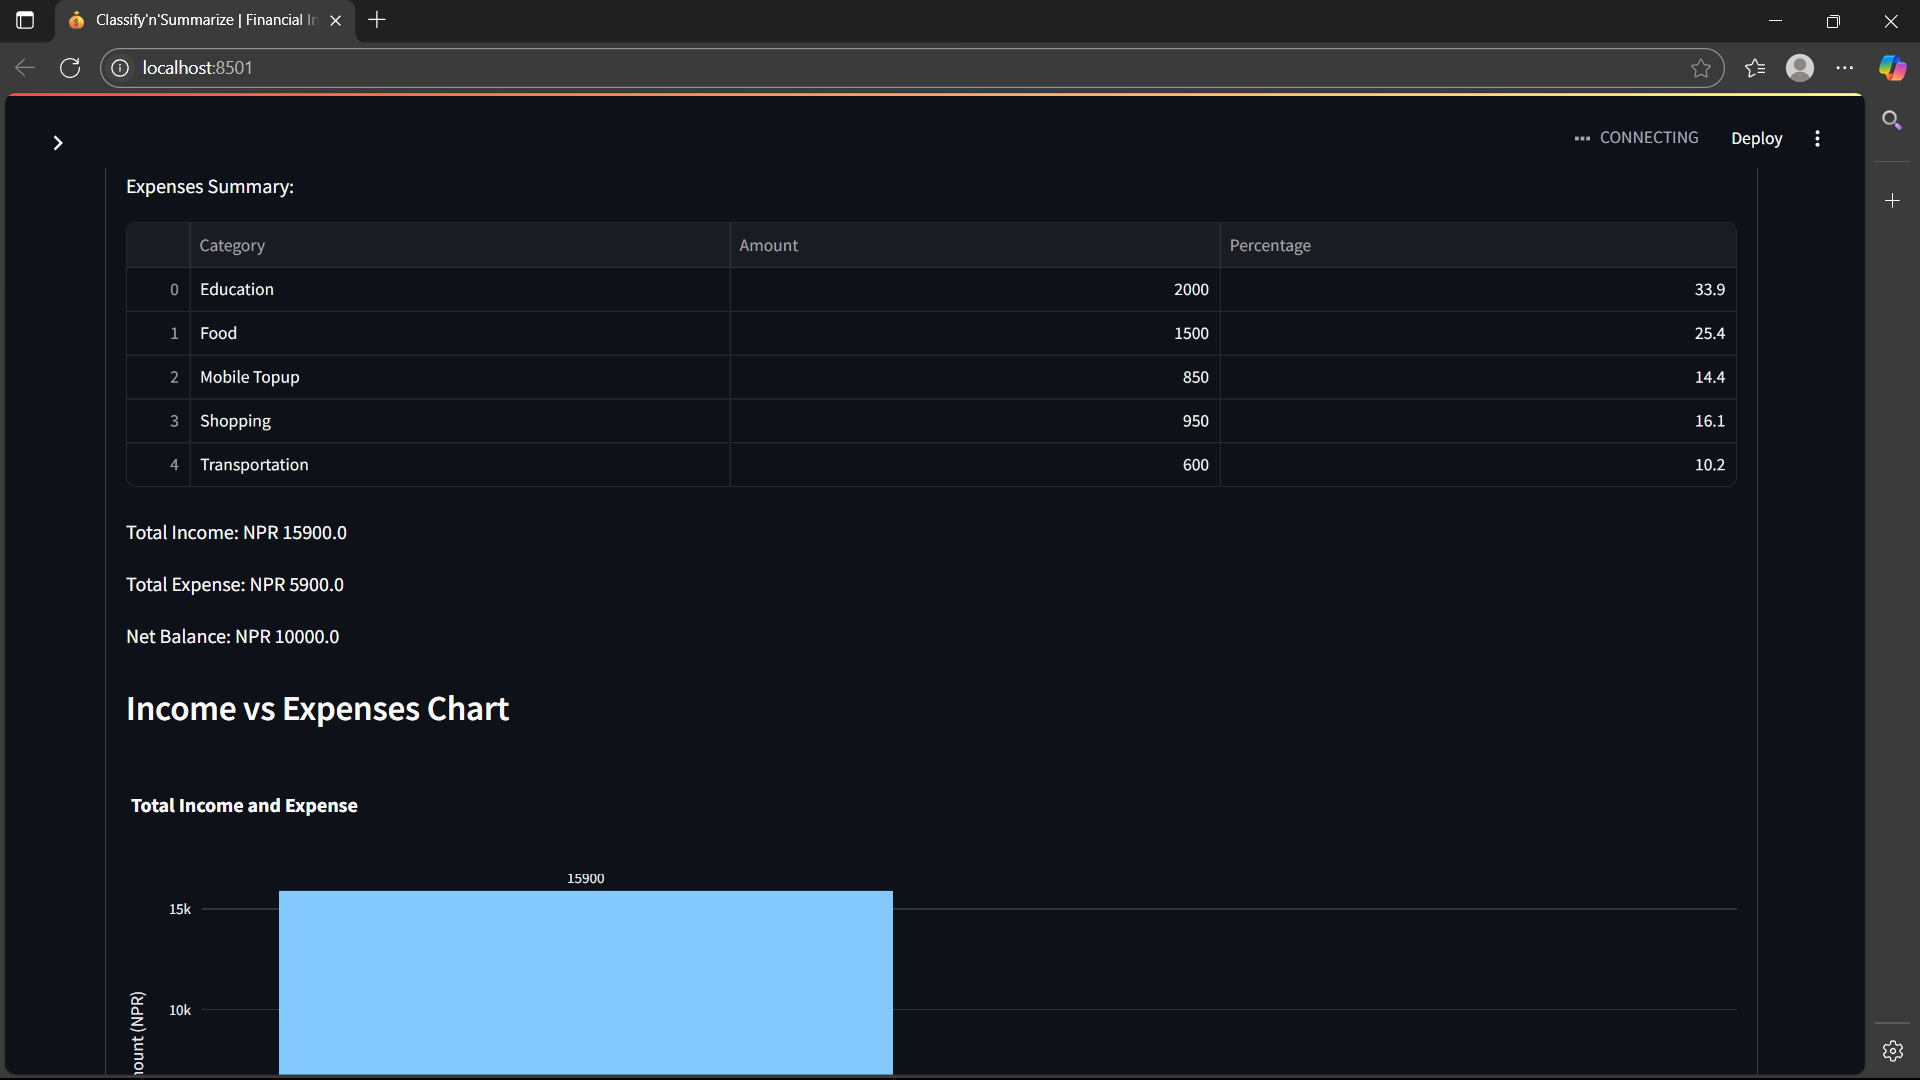 Classify'n'Summarize | Financial In
localhost:8501
CONNECTING
Deploy
Expenses Summary:
Category Amount Percentage
0 Education 2000 33.9
1 Food 1500 25.4
2 Mobile Topup 850 14.4
3 Shopping 950 16.1
4 Transportation 600 10.2
Total Income: NPR 15900.0
Total Expense: NPR 5900.0
Net Balance: NPR 10000.0
Income vs Expenses Chart
Total Income and Expense
15900
15k
10k
ount (NPR)